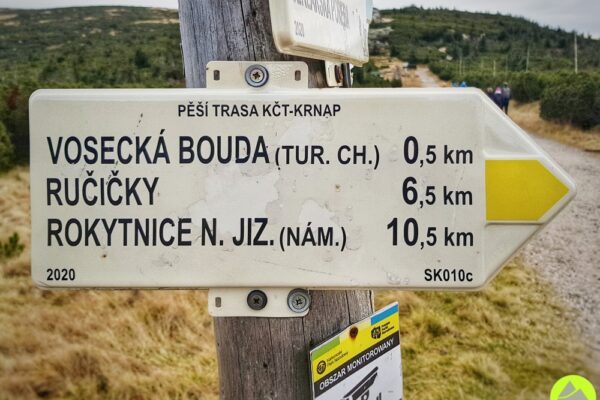 2020
PĚŠÍ TRASA KČT-KRNAP
VOSECKÁ BOUDA (TUR. CH.) 0,5 km
RUČIČKY 6,5 km
ROKYTNICE N. JIZ. (NÁM.) 10,5 km
2020 SK010c
OBSZAR MONITOROWANY